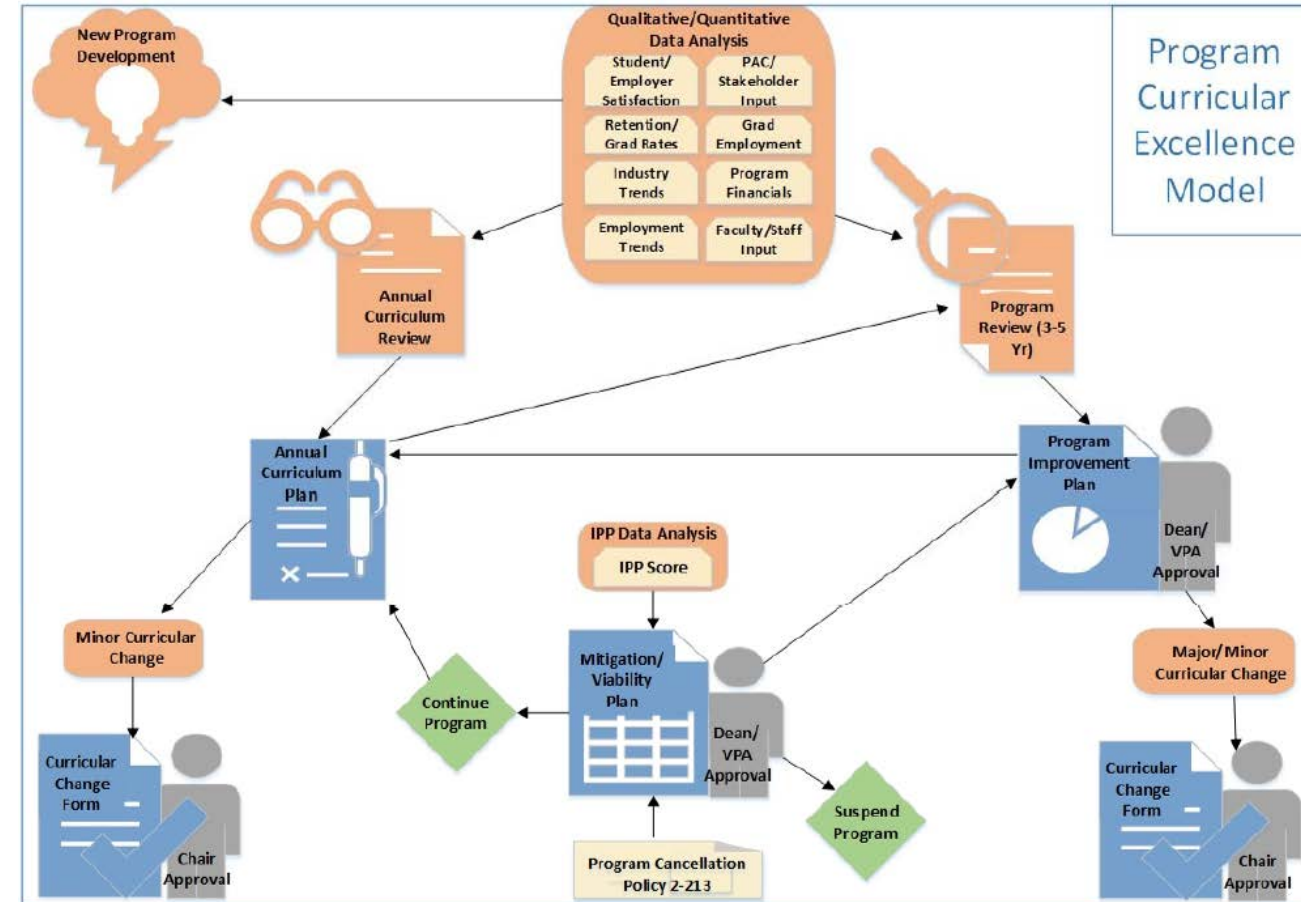 New Program
Development
Qualitative/Quantitative
Data Analysis
Student/
Employer
Satisfaction
PAC/
Stakeholder
Input
Retention/
Grad Rates
Grad
Employment
Industry
Trends
Program
Financials
Employment
Trends
Faculty/Staff
Input
Program
Curricular
Excellence
Model
Annual
Curriculum
Review
Program
Review (3-5
Yr)
Annual
Curriculum
Plan
Program
Improvement
Plan
Dean/
VPA
Approval
IPP Data Analysis
IPP Score
Minor Curricular
Change
Continue
Program
Mitigation/
Viability
Plan
Dean/
VPA
Approval
Major/Minor
Curricular Change
Curricular
Change
Form
Chair
Approval
Suspend
Program
Program Cancellation
Policy 2-213
Curricular
Change
Form
Chair
Approval